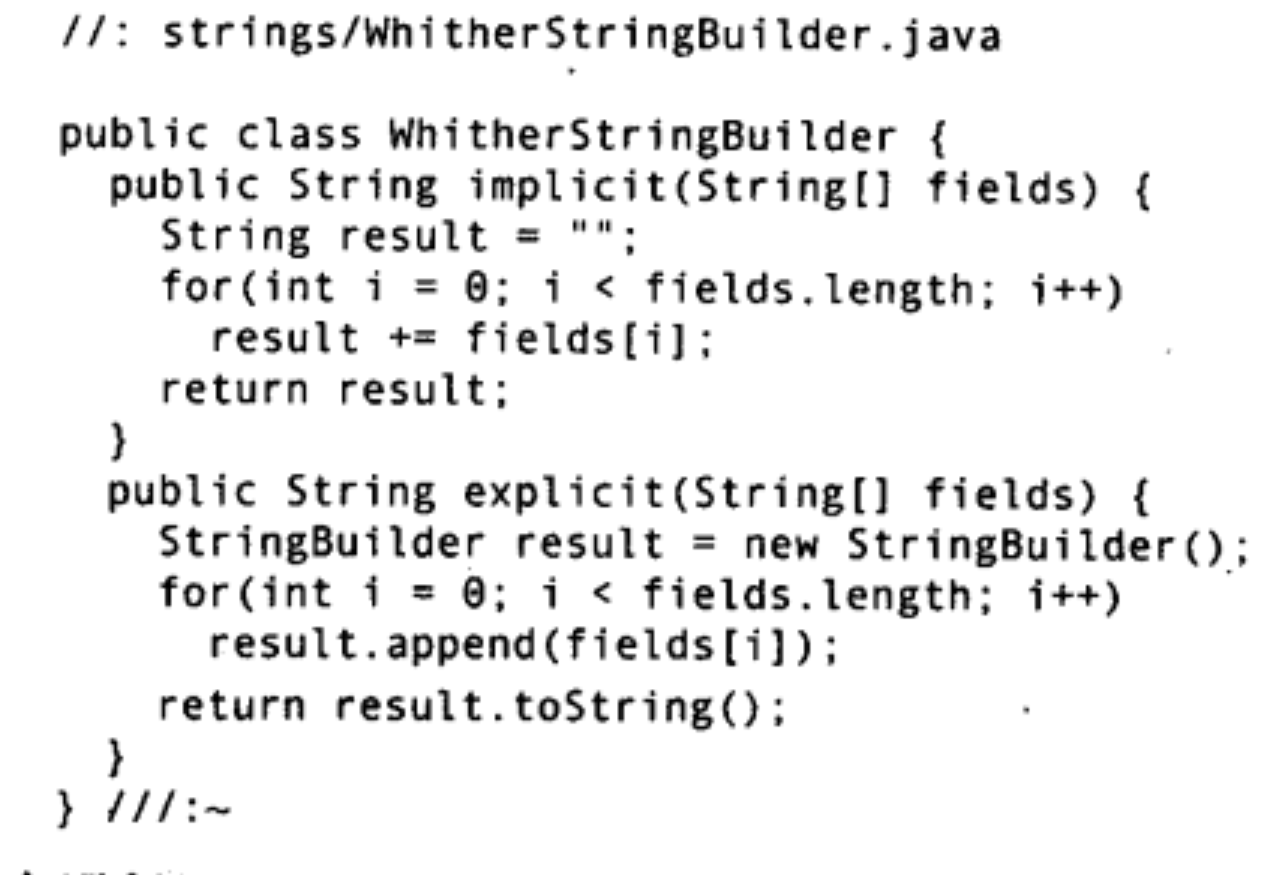 //: strings/WhitherStringBuilder.java
public class WhitherStringBuilder {
public String implicit(String[] fields) {
String result = "";
for(int i = 0; i < fields.length; i++)
result += fields[i];
return result;
}
public String explicit(String[] fields) {
StringBuilder result = new StringBuilder();
for(int i = 0; i < fields.length; i++)
result.append(fields[i]);
return result.toString();
}
} ///:~